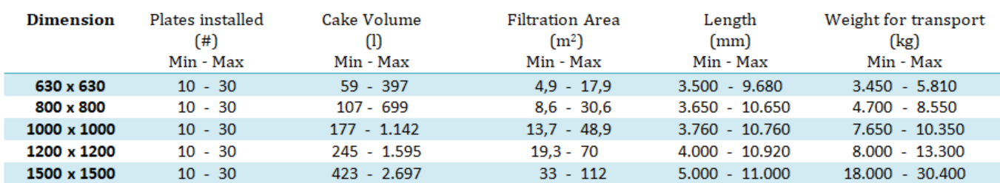 Dimension Plates installed Cake Volume Filtration Area Length Weight for transport
(#) (l) (m²) (mm) (kg)
Min - Max Min - Max Min - Max Min - Max Min - Max
630 x 630 10 - 30 59 - 397 4,9 - 17,9 3.500 - 9.680 3.450 - 5.810
800 x 800 10 - 30 107 - 699 8,6 - 30,6 3.650 - 10.650 4.700 - 8.550
1000 x 1000 10 - 30 177 - 1.142 13,7 - 48,9 3.760 - 10.760 7.650 - 10.350
1200 x 1200 10 - 30 245 - 1.595 19,3 - 70 4.000 - 10.920 8.000 - 13.300
1500 x 1500 10 - 30 423 - 2.697 33 - 112 5.000 - 11.000 18.000 - 30.400